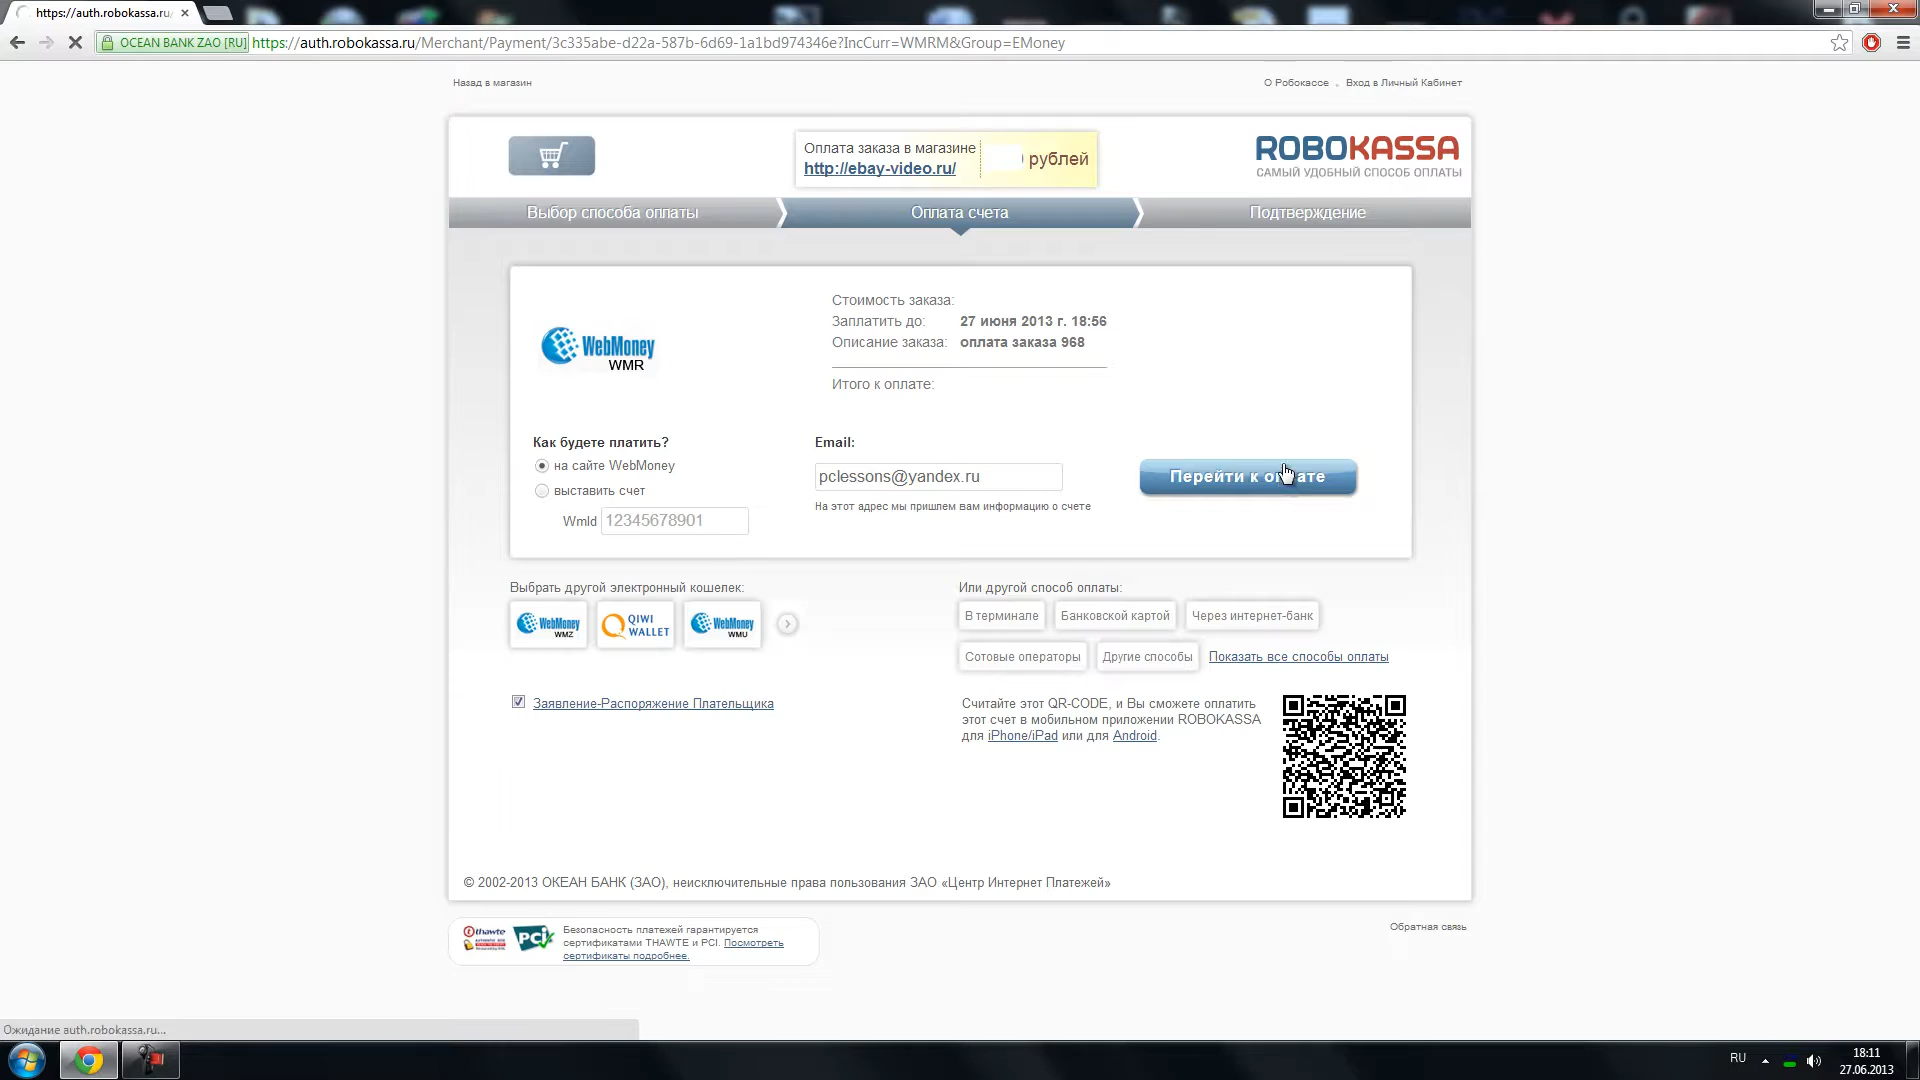 https://auth.robokassa.ru/
OCEAN BANK ZAO [RU] https://auth.robokassa.ru/Merchant/Payment/3c335abe-d22a-587b-6d69-1a1bd974346e?IncCurr=WMRM&Group=EMoney
Назад в магазин
О Робокассе
Вход в Личный Кабинет
Оплата заказа в магазине
http://ebay-video.ru/
рублей
ROBOKASSA
САМЫЙ УДОБНЫЙ СПОСОБ ОПЛАТЫ
Выбор способа оплаты
Оплата счета
Подтверждение
WebMoney
WMR
Стоимость заказа:
Заплатить до: 27 июня 2013 г. 18:56
Описание заказа: оплата заказа 968
Итого к оплате:
Как будете платить?
на сайте WebMoney
выставить счет
WmId 12345678901
Email:
pclessons@yandex.ru
На этот адрес мы пришлем вам информацию о счете
Перейти к оплате
Выбрать другой электронный кошелек:
WebMoney
WMZ
QIWI
WALLET
WebMoney
WMU
Или другой способ оплаты:
В терминале
Банковской картой
Через интернет-банк
Сотовые операторы
Другие способы
Показать все способы оплаты
Заявление-Распоряжение Плательщика
Считайте этот QR-CODE, и Вы сможете оплатить
этот счет в мобильном приложении ROBOKASSA
для iPhone/iPad или для Android.
© 2002-2013 ОКЕАН БАНК (ЗАО), неисключительные права пользования ЗАО «Центр Интернет Платежей»
thawte
PCI
Безопасность платежей гарантируется
сертификатами THAWTE и PCI. Посмотреть
сертификаты подробнее.
Обратная связь
Ожидание auth.robokassa.ru...
RU
18:11
27.06.2013